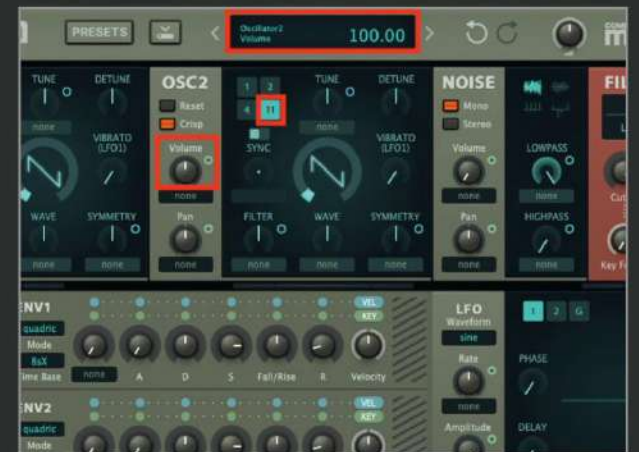 PRESETS
Oscillator2
Volume
100.00
TUNE
DETUNE
OSC2
1
2
TUNE
DETUNE
NOISE
FIL
Reset
4
11
Mono
none
Crisp
none
Stereo
VIBRATO
(LFO1)
Volume
SYNC
VIBRATO
(LFO1)
Volume
LOWPASS
none
none
none
Cut
WAVE
SYMMETRY
Pan
FILTER
WAVE
SYMMETRY
Pan
HIGHPASS
none
none
none
none
none
none
none
none
Key Fo
ENV1
VEL
KEY
LFO
Waveform
1
2
G
quadric
sine
Mode
Rate
PHASE
8sX
Time Base
none
A
D
S
Fall/Rise
R
Velocity
none
ENV2
VEL
KEY
Amplitude
DELAY
quadric
Mode